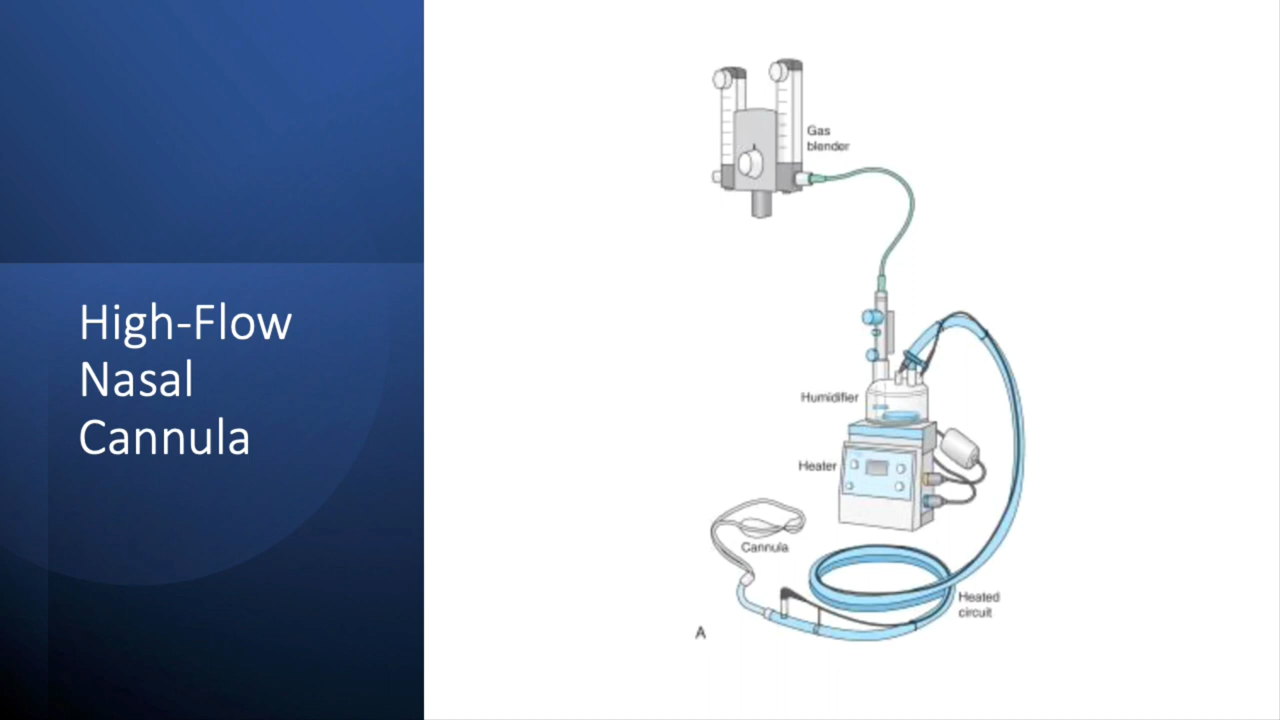 High-Flow
Nasal
Cannula
Gas
blender
Humidifier
Heater
Cannula
Heated
circuit
A